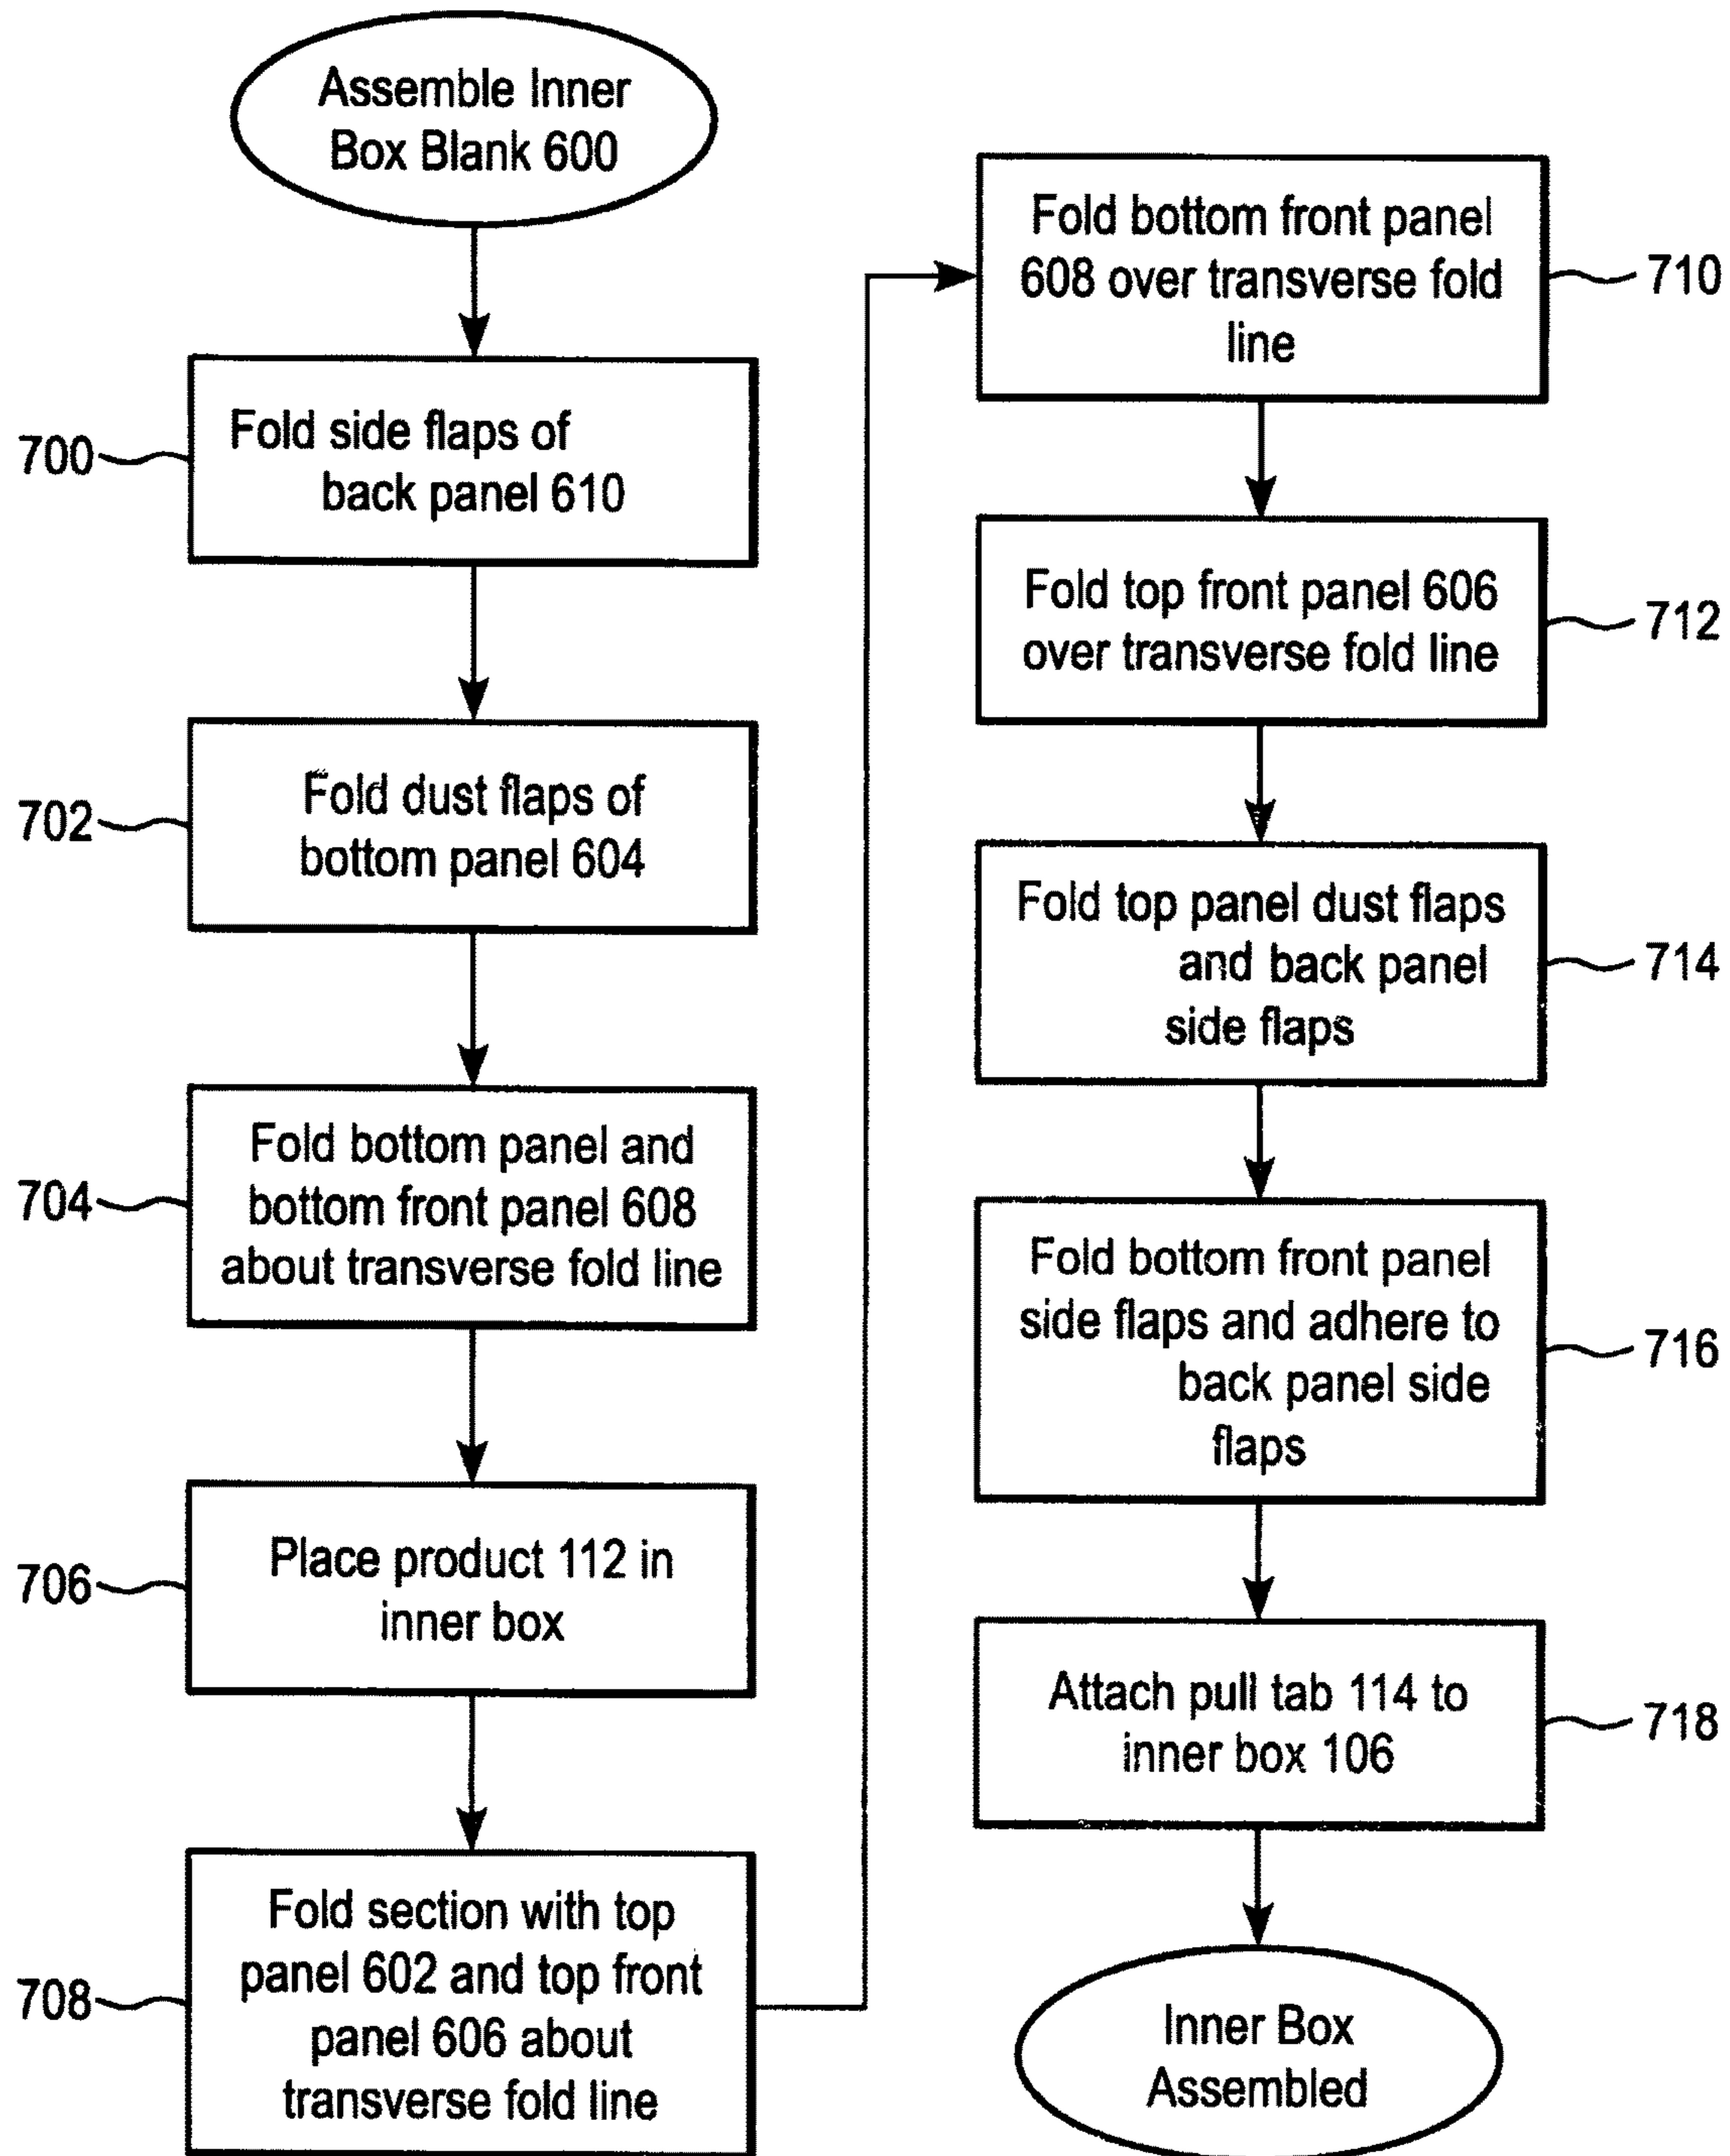 Assemble Inner
Box Blank 600
700
Fold side flaps of
back panel 610
702
Fold dust flaps of
bottom panel 604
704
Fold bottom panel and
bottom front panel 608
about transverse fold line
706
Place product 112 in
inner box
708
Fold section with top
panel 602 and top front
panel 606 about
transverse fold line
Fold bottom front panel
608 over transverse fold
line
710
Fold top front panel 606
over transverse fold line
712
Fold top panel dust flaps
and back panel
side flaps
714
Fold bottom front panel
side flaps and adhere to
back panel side
flaps
716
Attach pull tab 114 to
inner box 106
718
Inner Box
Assembled